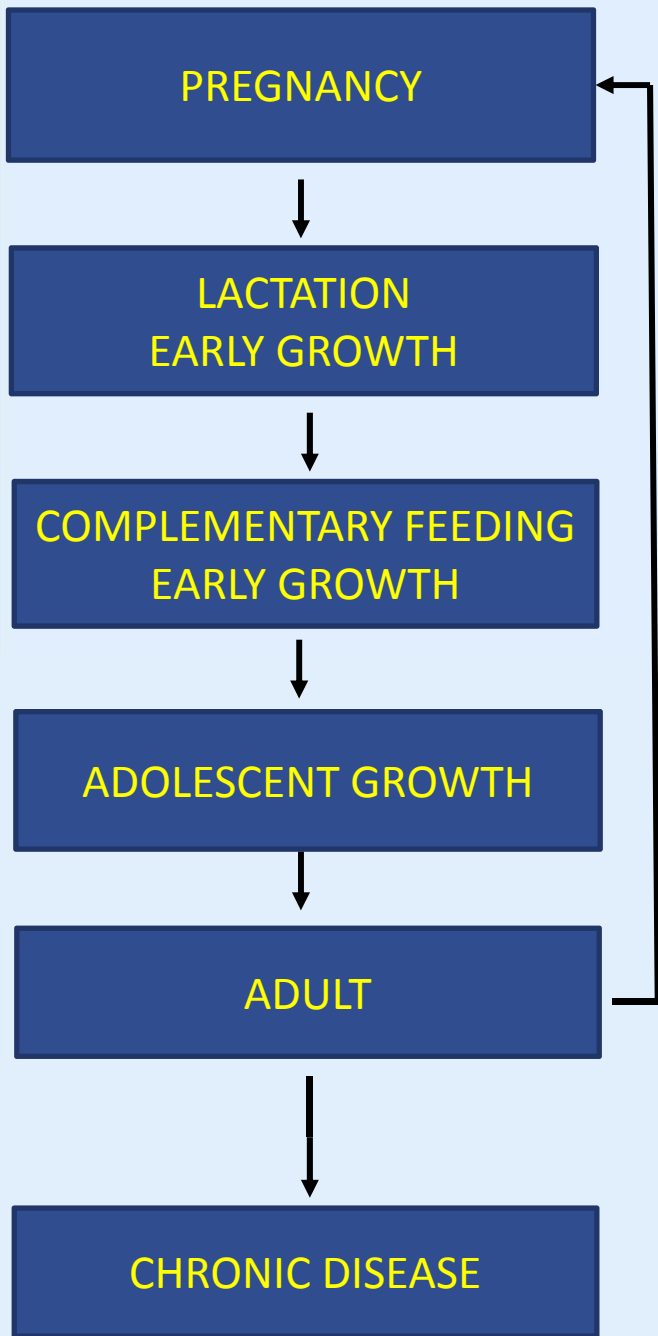 PREGNANCY
LACTATION
EARLY GROWTH
COMPLEMENTARY FEEDING
EARLY GROWTH
ADOLESCENT GROWTH
ADULT
CHRONIC DISEASE